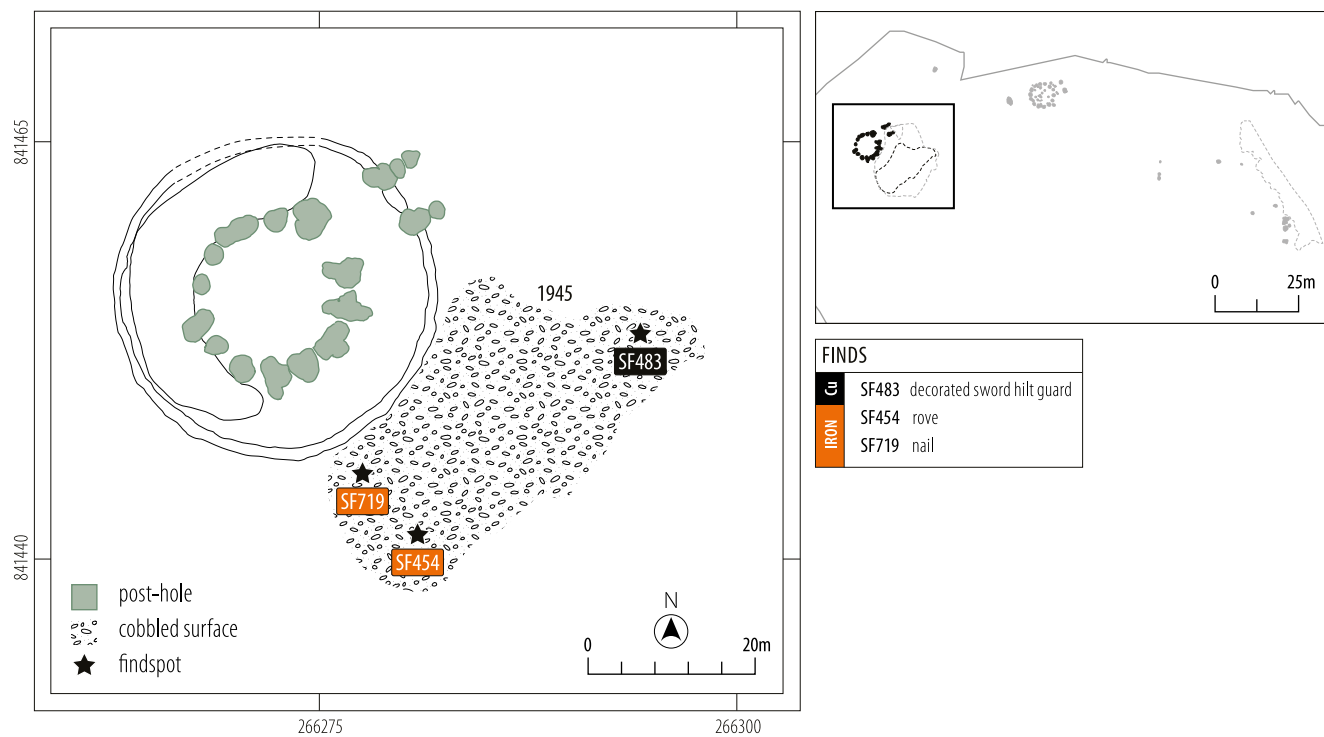 841465
841440
266275
266300
1945
SF483
SF719
SF454
post-hole
cobbled surface
findspot
N
0 20m
0 25m
FINDS
Cu
SF483 decorated sword hilt guard
IRON
SF454 rove
SF719 nail